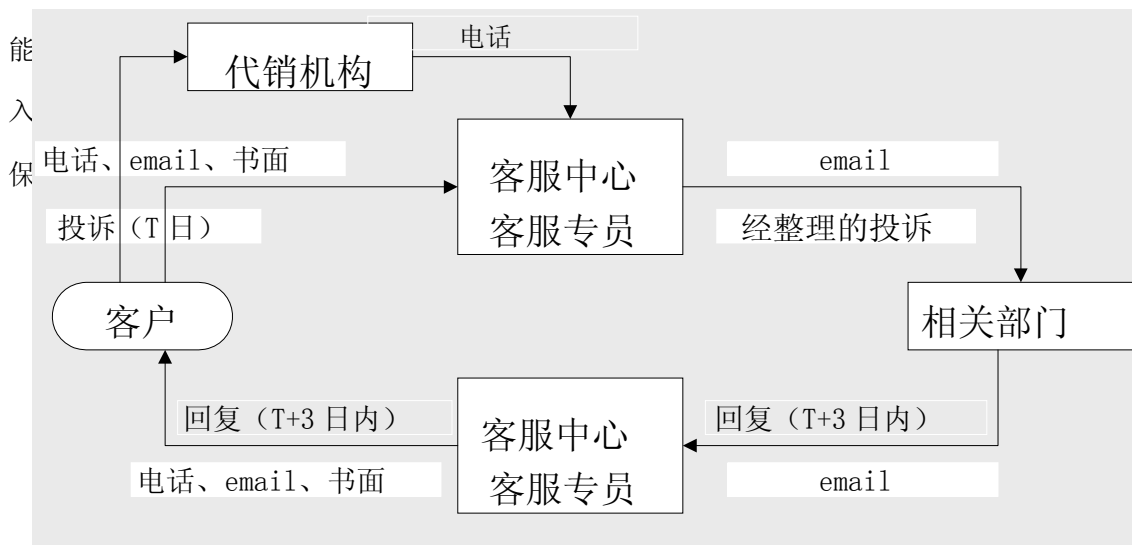 电话
能
代销机构
入
电话、email、书面
保
客服中心
客服专员
email
投诉（T 日）
经整理的投诉
客户
相关部门
回复（T+3 日内）
客服中心
客服专员
回复（T+3 日内）
电话、email、书面
email